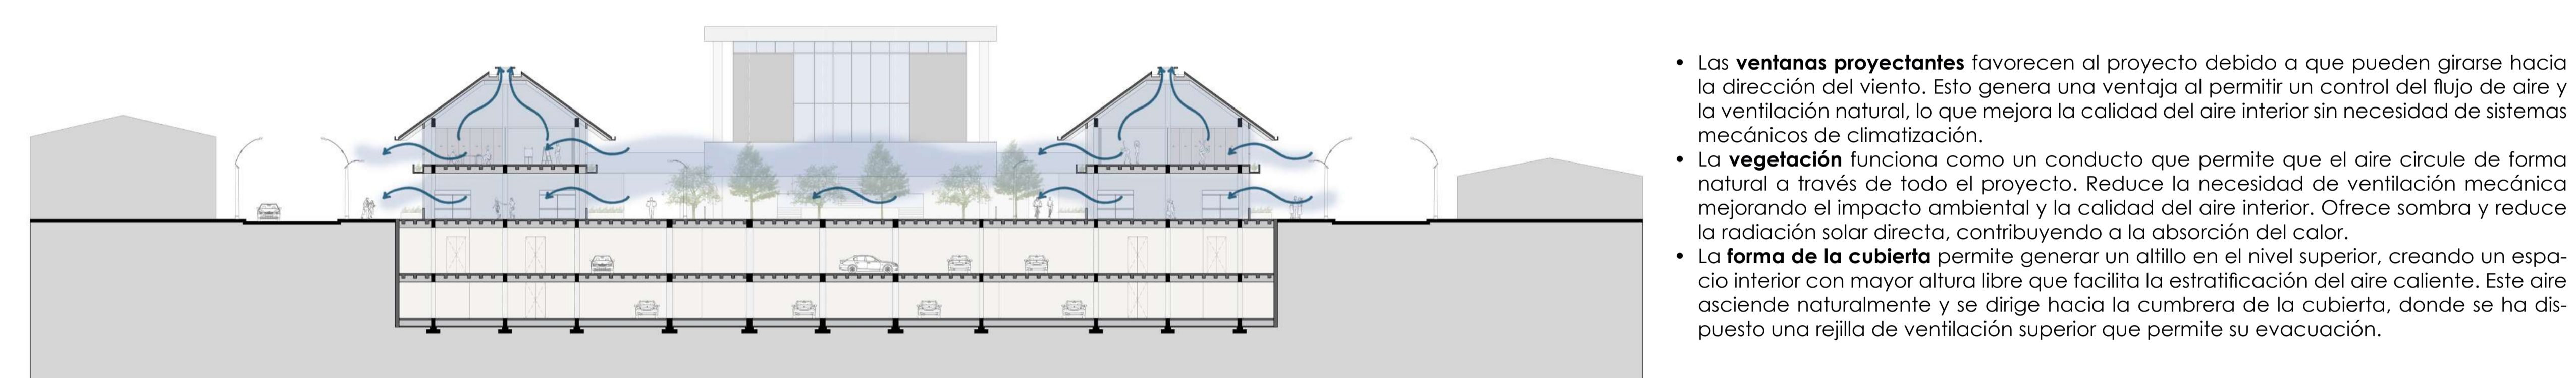 • Las ventanas proyectantes favorecen al proyecto debido a que pueden girarse hacia
la dirección del viento. Esto genera una ventaja al permitir un control del flujo de aire y
la ventilación natural, lo que mejora la calidad del aire interior sin necesidad de sistemas
mecánicos de climatización.
• La vegetación funciona como un conducto que permite que el aire circule de forma
natural a través de todo el proyecto. Reduce la necesidad de ventilación mecánica
mejorando el impacto ambiental y la calidad del aire interior. Ofrece sombra y reduce
la radiación solar directa, contribuyendo a la absorción del calor.
• La forma de la cubierta permite generar un altillo en el nivel superior, creando un espa-
cio interior con mayor altura libre que facilita la estratificación del aire caliente. Este aire
asciende naturalmente y se dirige hacia la cumbrera de la cubierta, donde se ha dis-
puesto una rejilla de ventilación superior que permite su evacuación.